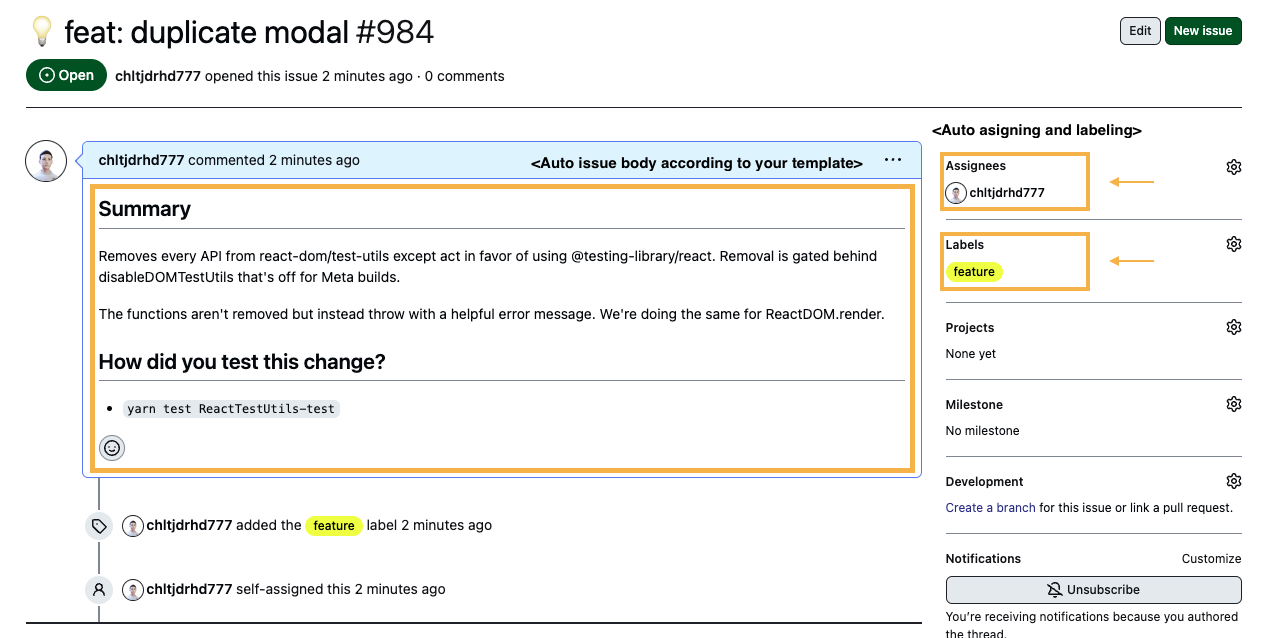 💡 feat: duplicate modal #984
Edit
New issue
Open
chltjdrhd777 opened this issue 2 minutes ago · 0 comments
<Auto asigning and labeling>
chltjdrhd777 commented 2 minutes ago
<Auto issue body according to your template>
Summary
Removes every API from react-dom/test-utils except act in favor of using @testing-library/react. Removal is gated behind
disableDOMTestUtils that's off for Meta builds.
The functions aren't removed but instead throw with a helpful error message. We're doing the same for ReactDOM.render.
How did you test this change?
• yarn test ReactTestUtils-test
chltjdrhd777 added the feature label 2 minutes ago
chltjdrhd777 self-assigned this 2 minutes ago
Assignees
chltjdrhd777
Labels
feature
Projects
None yet
Milestone
No milestone
Development
Create a branch for this issue or link a pull request.
Notifications
Customize
Unsubscribe
You're receiving notifications because you authored
the thread.